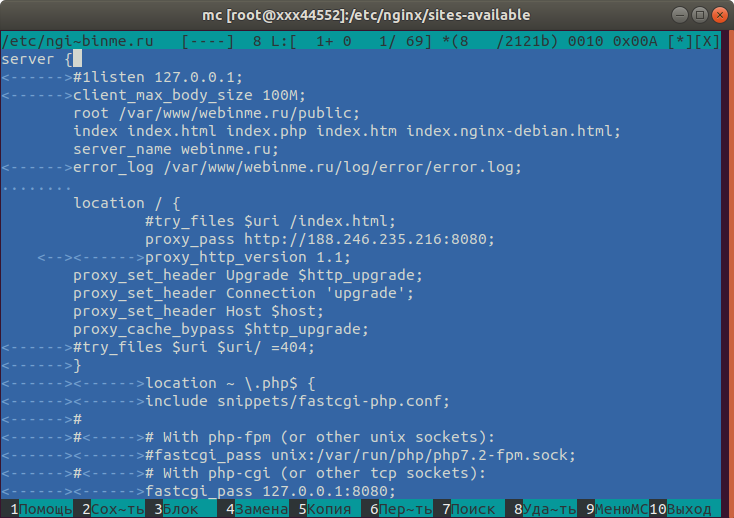 mc [root@xxx44552]:/etc/nginx/sites-available
/etc/ngi~binme.ru   [----]  8 L:[  1+ 0   1/ 69] *(8   /2121b) 0010 0x00A [*][X]
server {
<------>#1listen 127.0.0.1;
<------>client_max_body_size 100M;
        root /var/www/webinme.ru/public;
        index index.html index.php index.htm index.nginx-debian.html;
        server_name webinme.ru;
<------>error_log /var/www/webinme.ru/log/error/error.log;
........
        location / {
                #try_files $uri /index.html;
                proxy_pass http://188.246.235.216:8080;
    <--><------>proxy_http_version 1.1;
        proxy_set_header Upgrade $http_upgrade;
        proxy_set_header Connection 'upgrade';
        proxy_set_header Host $host;
        proxy_cache_bypass $http_upgrade;
<------>#try_files $uri $uri/ =404;
<------>}
<------><------>location ~ \.php$ {
<------><------>include snippets/fastcgi-php.conf;
<------>#
<------>#<------># With php-fpm (or other unix sockets):
<------><------>#fastcgi_pass unix:/var/run/php/php7.2-fpm.sock;
<------>#<------># With php-cgi (or other tcp sockets):
<------><------>fastcgi_pass 127.0.0.1:8080;
1Помощь 2Сох~ть 3Блок 4Замена 5Копия 6Пер~ть 7Поиск 8Уда~ть 9МенюMC 10Выход